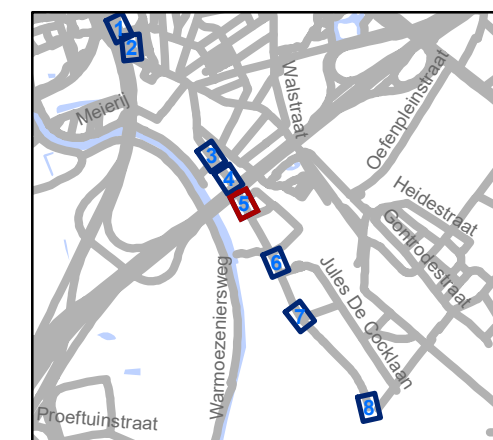 1
2
Walstraat
Oefenpleinstraat
Meierij
3
4
5
Heidestraat
Gontrodestraat
6
Jules De Cocklaan
Warmoezeniersweg
7
8
Proeftuinstraat